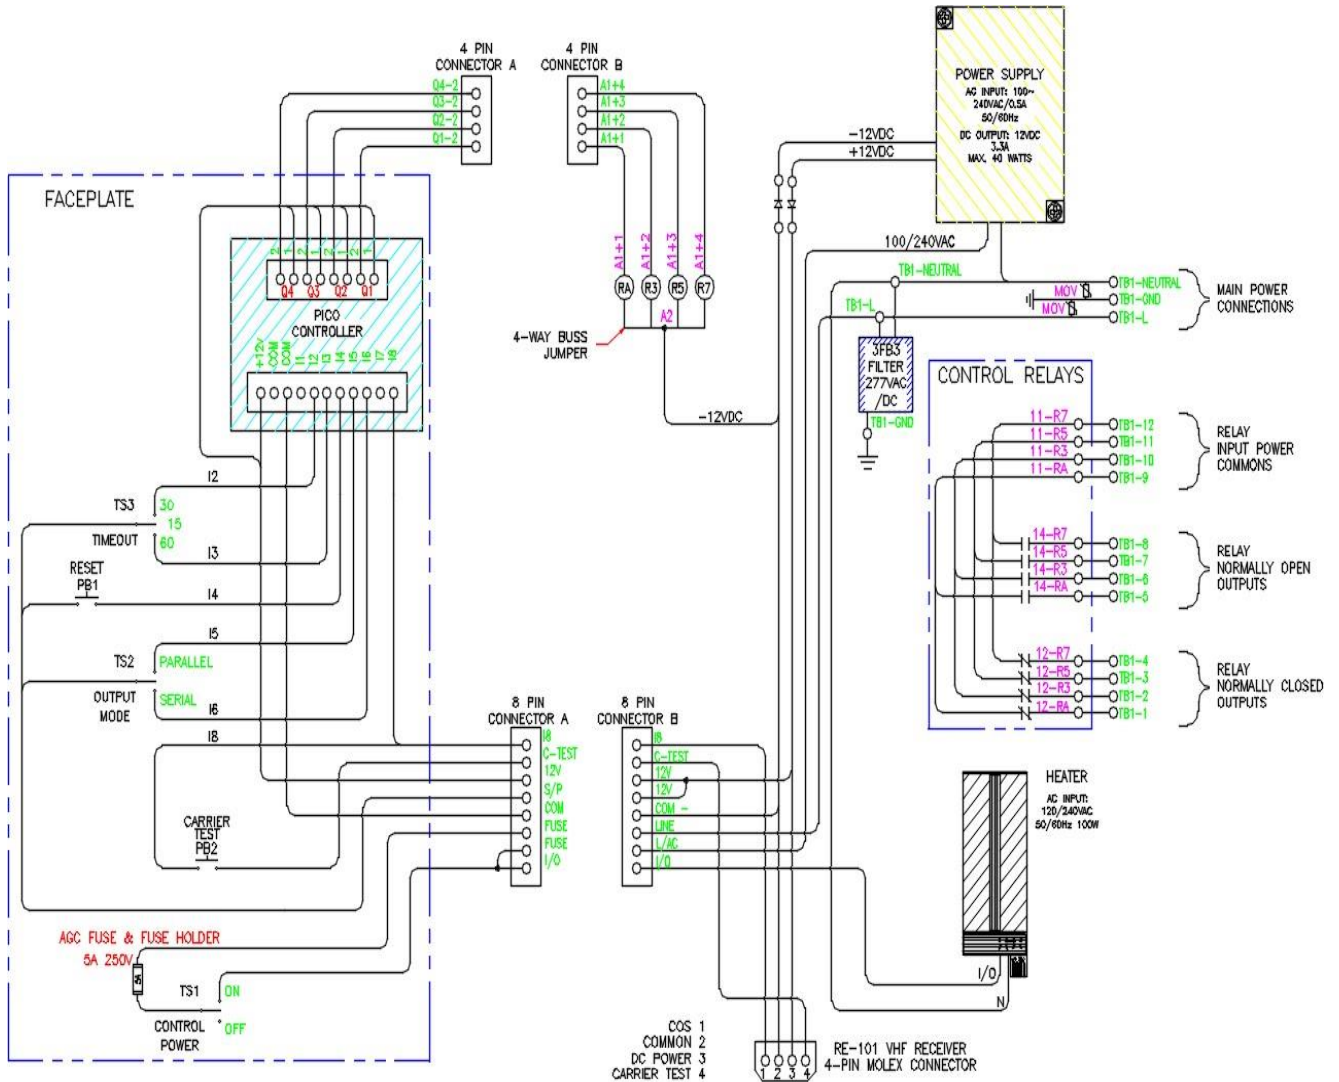 4 PIN
CONNECTOR A
Q4-2
Q3-2
Q2-2
Q1-2
4 PIN
CONNECTOR B
A1+4
A1+3
A1+2
A1+1
POWER SUPPLY
AC INPUT: 100~
240VAC/0.5A
50/60Hz
DC OUTPUT: 12VDC
3.3A
MAX. 40 WATTS
-12VDC
+12VDC
100/240VAC
FACEPLATE
2 1 2 1 2 1 2 1
Q4 Q3 Q2 Q1
PICO
CONTROLLER
+12V COM COM I1 I2 I3 I4 I5 I6 I7 I8
A1+1 A1+2 A1+3 A1+4
RA R3 R5 R7
A2
4-WAY BUSS
JUMPER
-12VDC
TB1-NEUTRAL
TB1-L
3FB3
FILTER
277VAC
/DC
TB1-GND
MOV
MOV
TB1-NEUTRAL
TB1-GND
TB1-L
MAIN POWER
CONNECTIONS
CONTROL RELAYS
11-R7 TB1-12
11-R5 TB1-11
11-R3 TB1-10
11-RA TB1-9
RELAY
INPUT POWER
COMMONS
14-R7 TB1-8
14-R5 TB1-7
14-R3 TB1-6
14-RA TB1-5
RELAY
NORMALLY OPEN
OUTPUTS
12-R7 TB1-4
12-R5 TB1-3
12-R3 TB1-2
12-RA TB1-1
RELAY
NORMALLY CLOSED
OUTPUTS
I2
TS3 30
15
TIMEOUT 60
I3
RESET
PB1
I4
I5
TS2 PARALLEL
OUTPUT
MODE
SERIAL
I6
I8
CARRIER
TEST
PB2
8 PIN
CONNECTOR A
I8
C-TEST
12V
S/P
COM
FUSE
FUSE
I/O
8 PIN
CONNECTOR B
I8
C-TEST
12V
12V
COM -
LINE
L/AC
I/O
HEATER
AC INPUT:
120/240VAC
50/60Hz 100W
I/O
N
AGC FUSE & FUSE HOLDER
5A 250V
5A
TS1 ON
CONTROL
POWER
OFF
COS 1
COMMON 2
DC POWER 3
CARRIER TEST 4
1 2 3 4
RE-101 VHF RECEIVER
4-PIN MOLEX CONNECTOR